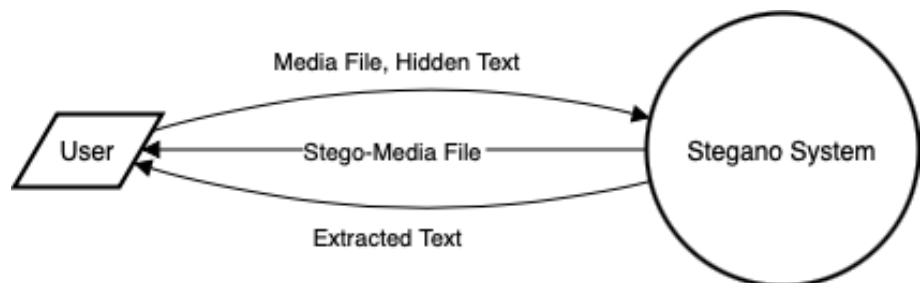 Media File, Hidden Text
User
Stego-Media File
Stegano System
Extracted Text